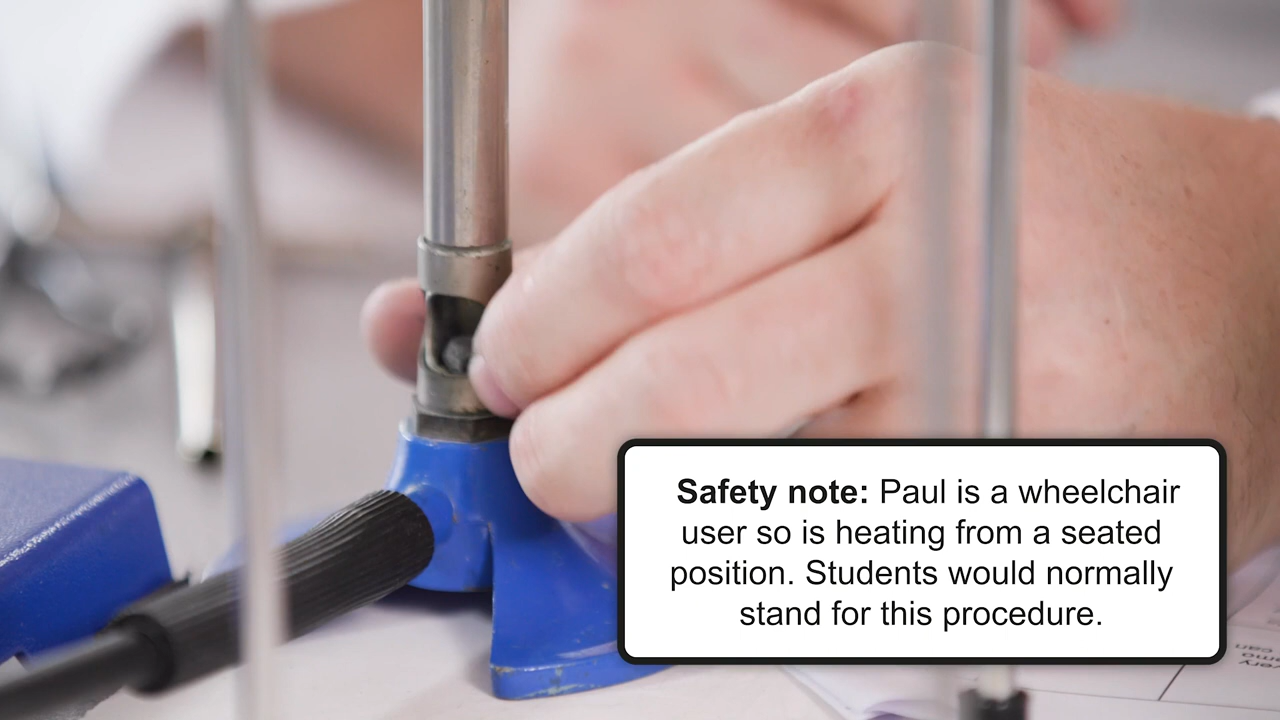 Safety note: Paul is a wheelchair
user so is heating from a seated
position. Students would normally
stand for this procedure.